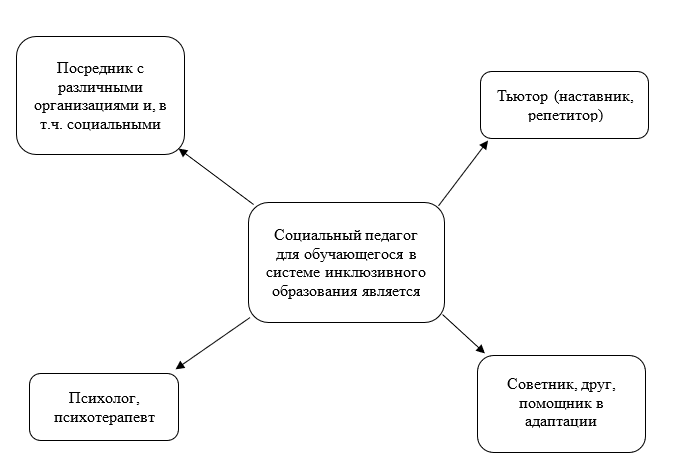 Посредник с
различными
организациями и, в
т.ч. социальными
Тьютор (наставник,
репетитор)
Социальный педагог
для обучающегося в
системе инклюзивного
образования является
Психолог,
психотерапевт
Советник, друг,
помощник в
адаптации